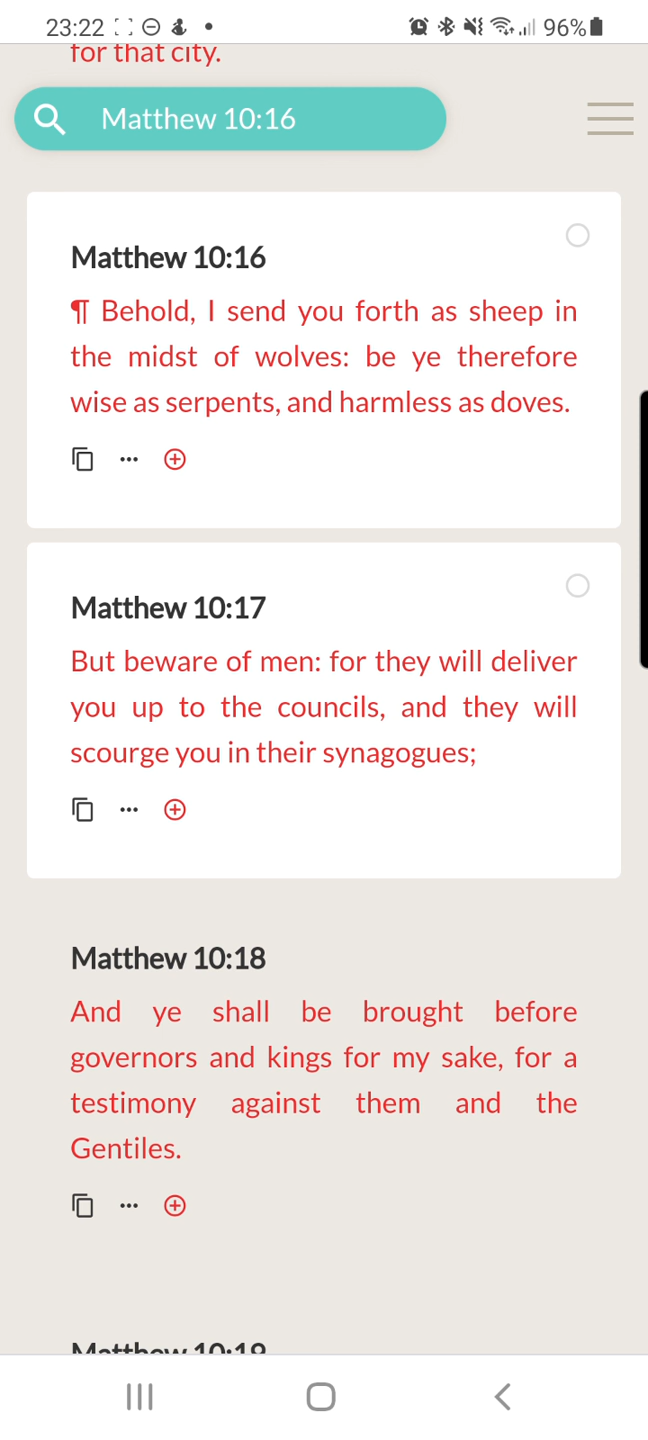 23:22
96%
for that city.
Matthew 10:16
Matthew 10:16
¶ Behold, I send you forth as sheep in
the midst of wolves: be ye therefore
wise as serpents, and harmless as doves.
Matthew 10:17
But beware of men: for they will deliver
you up to the councils, and they will
scourge you in their synagogues;
Matthew 10:18
And ye shall be brought before
governors and kings for my sake, for a
testimony against them and the
Gentiles.
Matthew 10:19